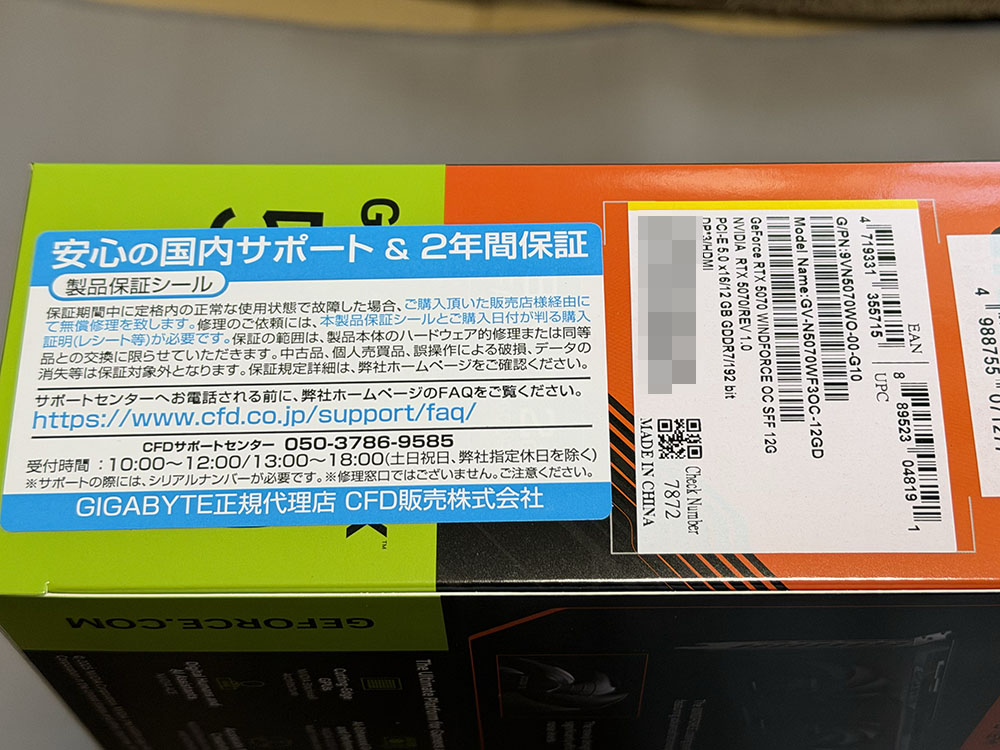 安心の国内サポート & 2年間保証
製品保証シール
保証期間中に定格内の正常な使用状態で故障した場合、ご購入頂いた販売店様経由に
て無償修理を致します。修理のご依頼には、本製品保証シールとご購入日付が判る購入
証明(レシート等)が必要です。保証の範囲は、製品本体のハードウェア的修理または同等
品との交換に限らせていただきます。中古品、個人売買品、誤操作による破損、データの
消失等は保証対象外となります。保証規定詳細は、弊社ホームページをご確認ください。
サポートセンターへお電話される前に、弊社ホームページのFAQをご覧ください。
https://www.cfd.co.jp/support/faq/
CFDサポートセンター 050-3786-9585
受付時間：10:00～12:00/13:00～18:00(土日祝日、弊社指定休日を除く)
※サポートの際には、シリアルナンバーが必要です。※修理窓口ではございません。ご注意ください。
GIGABYTE正規代理店 CFD販売株式会社
4 719331 355715
EAN
8 89523 04819 1
UPC
G/PN:9VN5070WO-00-G10
Model Name:GV-N5070WF3OC-12GD
GeForce RTX 5070 WINDFORCE OC SFF 12G
NVIDIA, RTX 5070/REV 1.0
PCI-E 5.0 x16/12 GB GDDR7/192 bit
DP*3/HDMI
Check Number
7872
MADE IN CHINA
4 988755
GEFORCE.COM